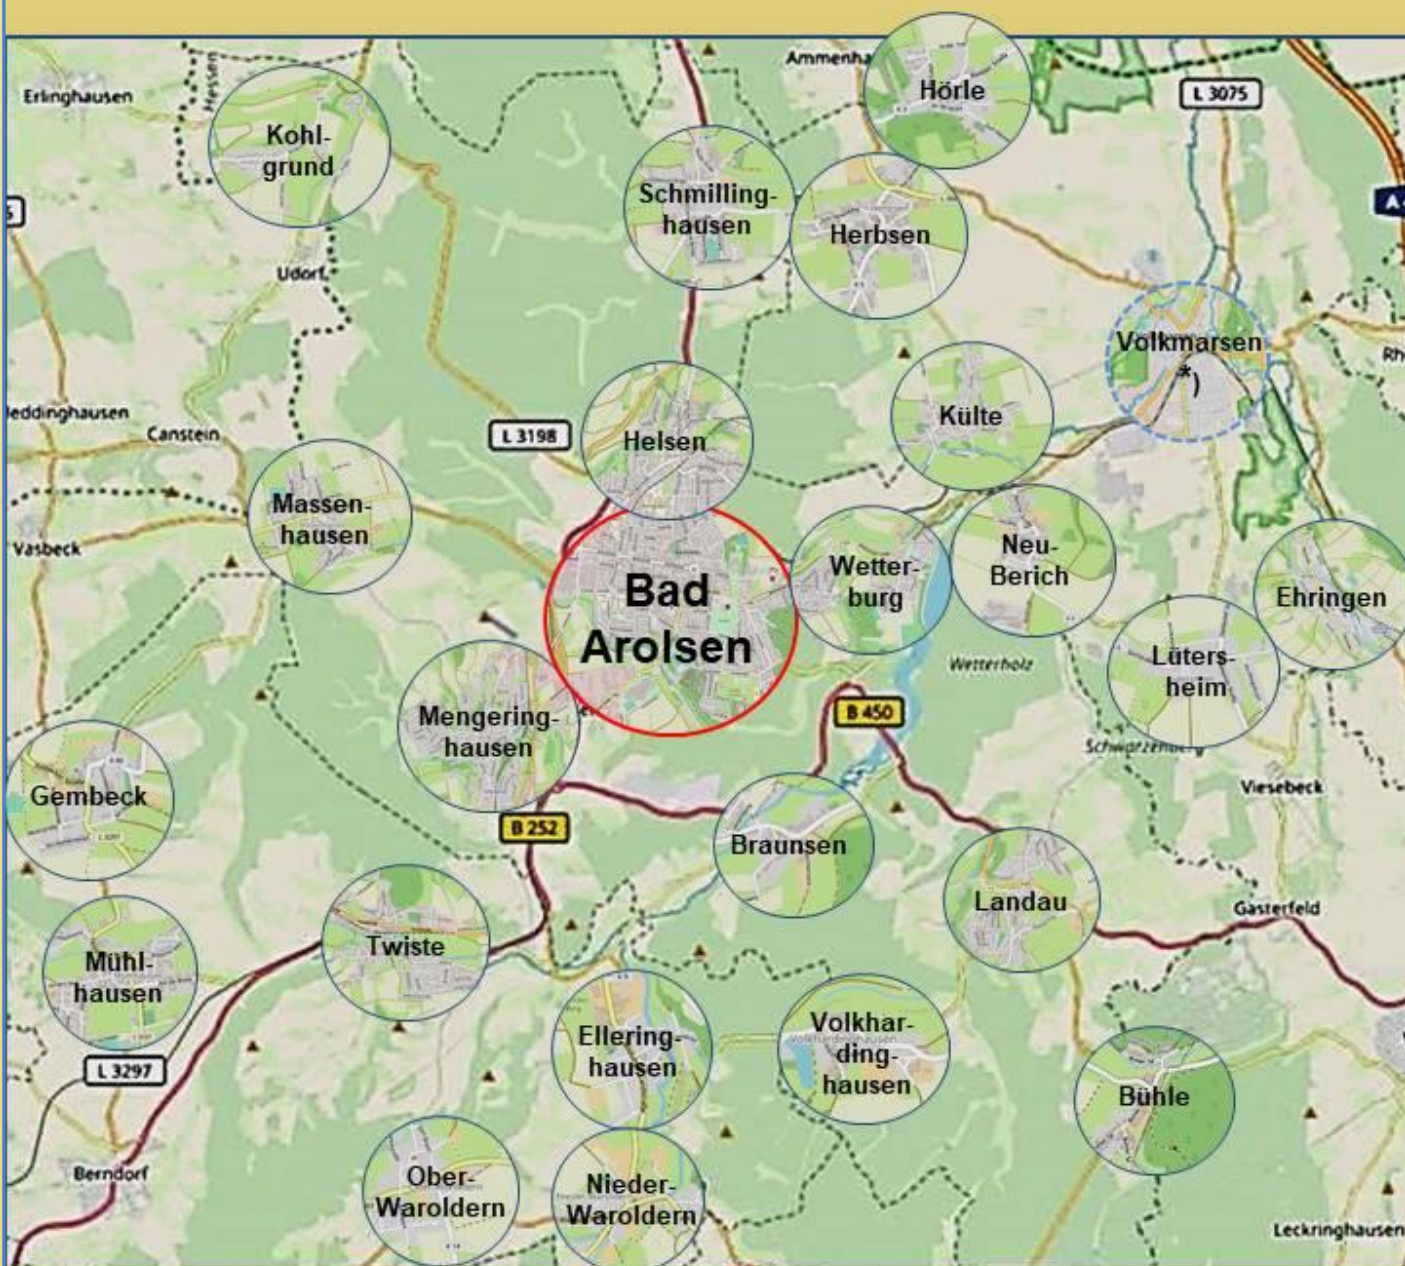 Ammenha
Hörle
Erlinghausen
L 3075
Hessen
Kohl-
grund
Schmilling-
hausen
Herbsen
A
Udorf
Volkmarsen
*)
Rh
Külte
eddinghausen
Canstein
L 3198
Helsen
Massen-
hausen
Vasbeck
Wetter-
burg
Neu-
Berich
Bad
Arolsen
Ehringen
Wetterholz
Lüters-
heim
Mengering-
hausen
B 450
Schwarzenberg
Viesebeck
Gembeck
B 252
Braunsen
Landau
Gasterfeld
Twiste
Mühl-
hausen
Ellering-
hausen
Volkhar-
ding-
hausen
L 3297
Bühle
Berndorf
Ober-
Waroldern
Nieder-
Waroldern
Leckringhausen